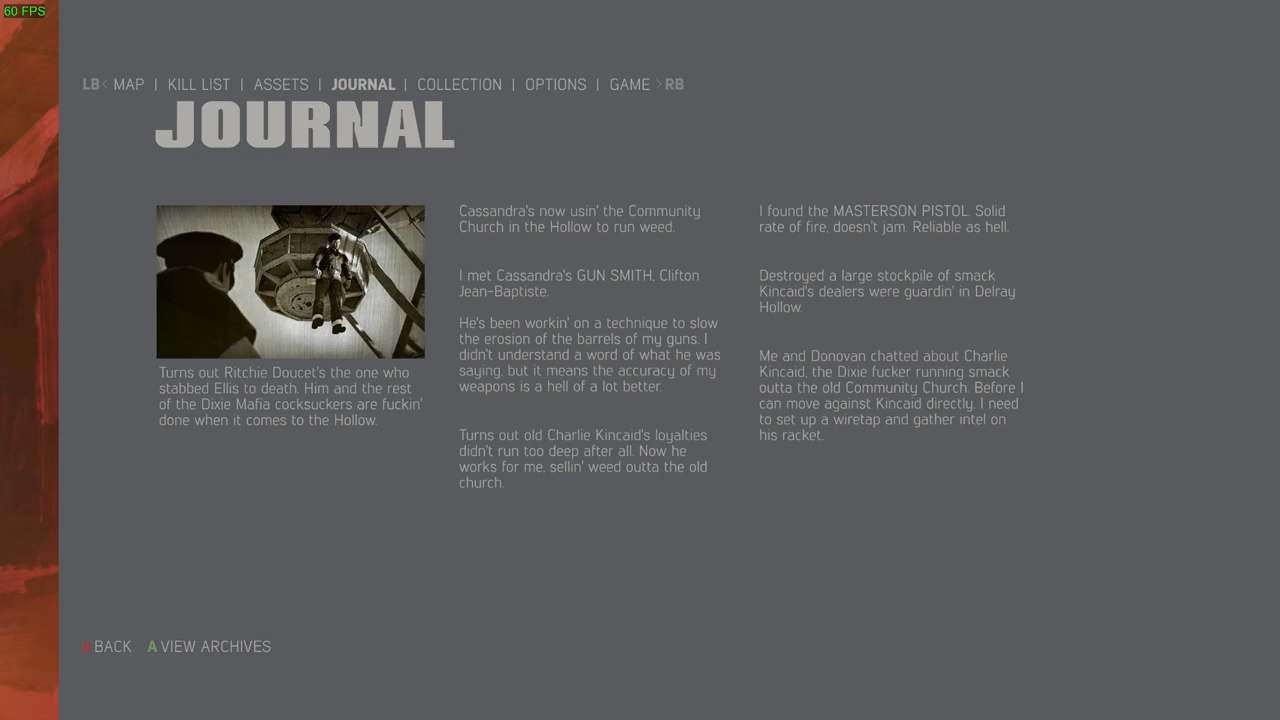 60 FPS
LB< MAP | KILL LIST | ASSETS | JOURNAL | COLLECTION | OPTIONS | GAME >RB
JOURNAL
Turns out Ritchie Doucet's the one who
stabbed Ellis to death. Him and the rest
of the Dixie Mafia cocksuckers are fuckin'
done when it comes to the Hollow.
Cassandra's now usin' the Community
Church in the Hollow to run weed.
I met Cassandra's GUN SMITH, Clifton
Jean-Baptiste.
He's been workin' on a technique to slow
the erosion of the barrels of my guns. I
didn't understand a word of what he was
saying, but it means the accuracy of my
weapons is a hell of a lot better.
Turns out old Charlie Kincaid's loyalties
didn't run too deep after all. Now he
works for me, sellin' weed outta the old
church.
I found the MASTERSON PISTOL. Solid
rate of fire, doesn't jam. Reliable as hell.
Destroyed a large stockpile of smack
Kincaid's dealers were guardin' in Delray
Hollow.
Me and Donovan chatted about Charlie
Kincaid, the Dixie fucker running smack
outta the old Community Church. Before I
can move against Kincaid directly, I need
to set up a wiretap and gather intel on
his racket.
B BACK A VIEW ARCHIVES